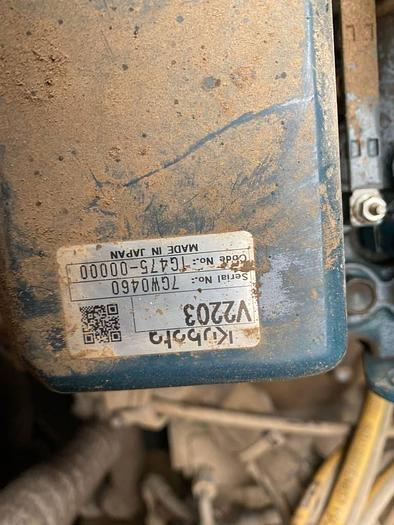 Kubota
V2203
Serial No.: 7GW0460
Code No.: 1G475-00000
MADE IN JAPAN